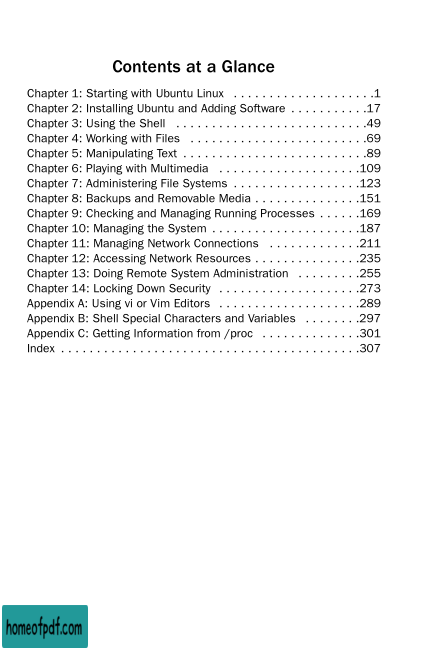 Contents at a Glance
Chapter 1: Starting with Ubuntu Linux . . . . . . . . . . . . . . . . . . . .1
Chapter 2: Installing Ubuntu and Adding Software . . . . . . . . . . .17
Chapter 3: Using the Shell . . . . . . . . . . . . . . . . . . . . . . . . . . .49
Chapter 4: Working with Files . . . . . . . . . . . . . . . . . . . . . . . . .69
Chapter 5: Manipulating Text . . . . . . . . . . . . . . . . . . . . . . . . . .89
Chapter 6: Playing with Multimedia . . . . . . . . . . . . . . . . . . . .109
Chapter 7: Administering File Systems . . . . . . . . . . . . . . . . . .123
Chapter 8: Backups and Removable Media . . . . . . . . . . . . . . .151
Chapter 9: Checking and Managing Running Processes . . . . . .169
Chapter 10: Managing the System . . . . . . . . . . . . . . . . . . . . .187
Chapter 11: Managing Network Connections . . . . . . . . . . . . .211
Chapter 12: Accessing Network Resources . . . . . . . . . . . . . . .235
Chapter 13: Doing Remote System Administration . . . . . . . . .255
Chapter 14: Locking Down Security . . . . . . . . . . . . . . . . . . . .273
Appendix A: Using vi or Vim Editors . . . . . . . . . . . . . . . . . . . .289
Appendix B: Shell Special Characters and Variables . . . . . . . .297
Appendix C: Getting Information from /proc . . . . . . . . . . . . . .301
Index . . . . . . . . . . . . . . . . . . . . . . . . . . . . . . . . . . . . . . . . . .307
homeofpdf.com